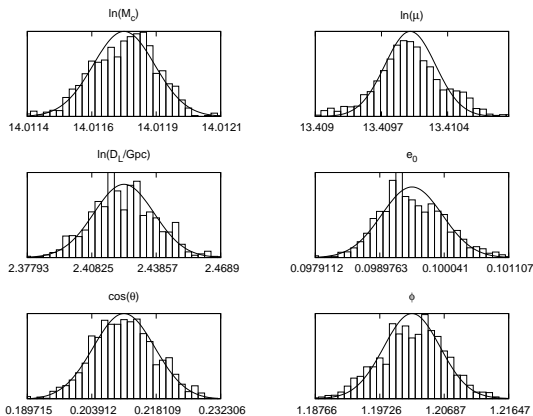 ln(M_c)
14.0114 14.0116 14.0119 14.0121
ln(μ)
13.409 13.4097 13.4104
ln(D_L/Gpc)
2.37793 2.40825 2.43857 2.4689
e_0
0.0979112 0.0989763 0.100041 0.101107
cos(θ)
0.189715 0.203912 0.218109 0.232306
ϕ
1.18766 1.19726 1.20687 1.21647